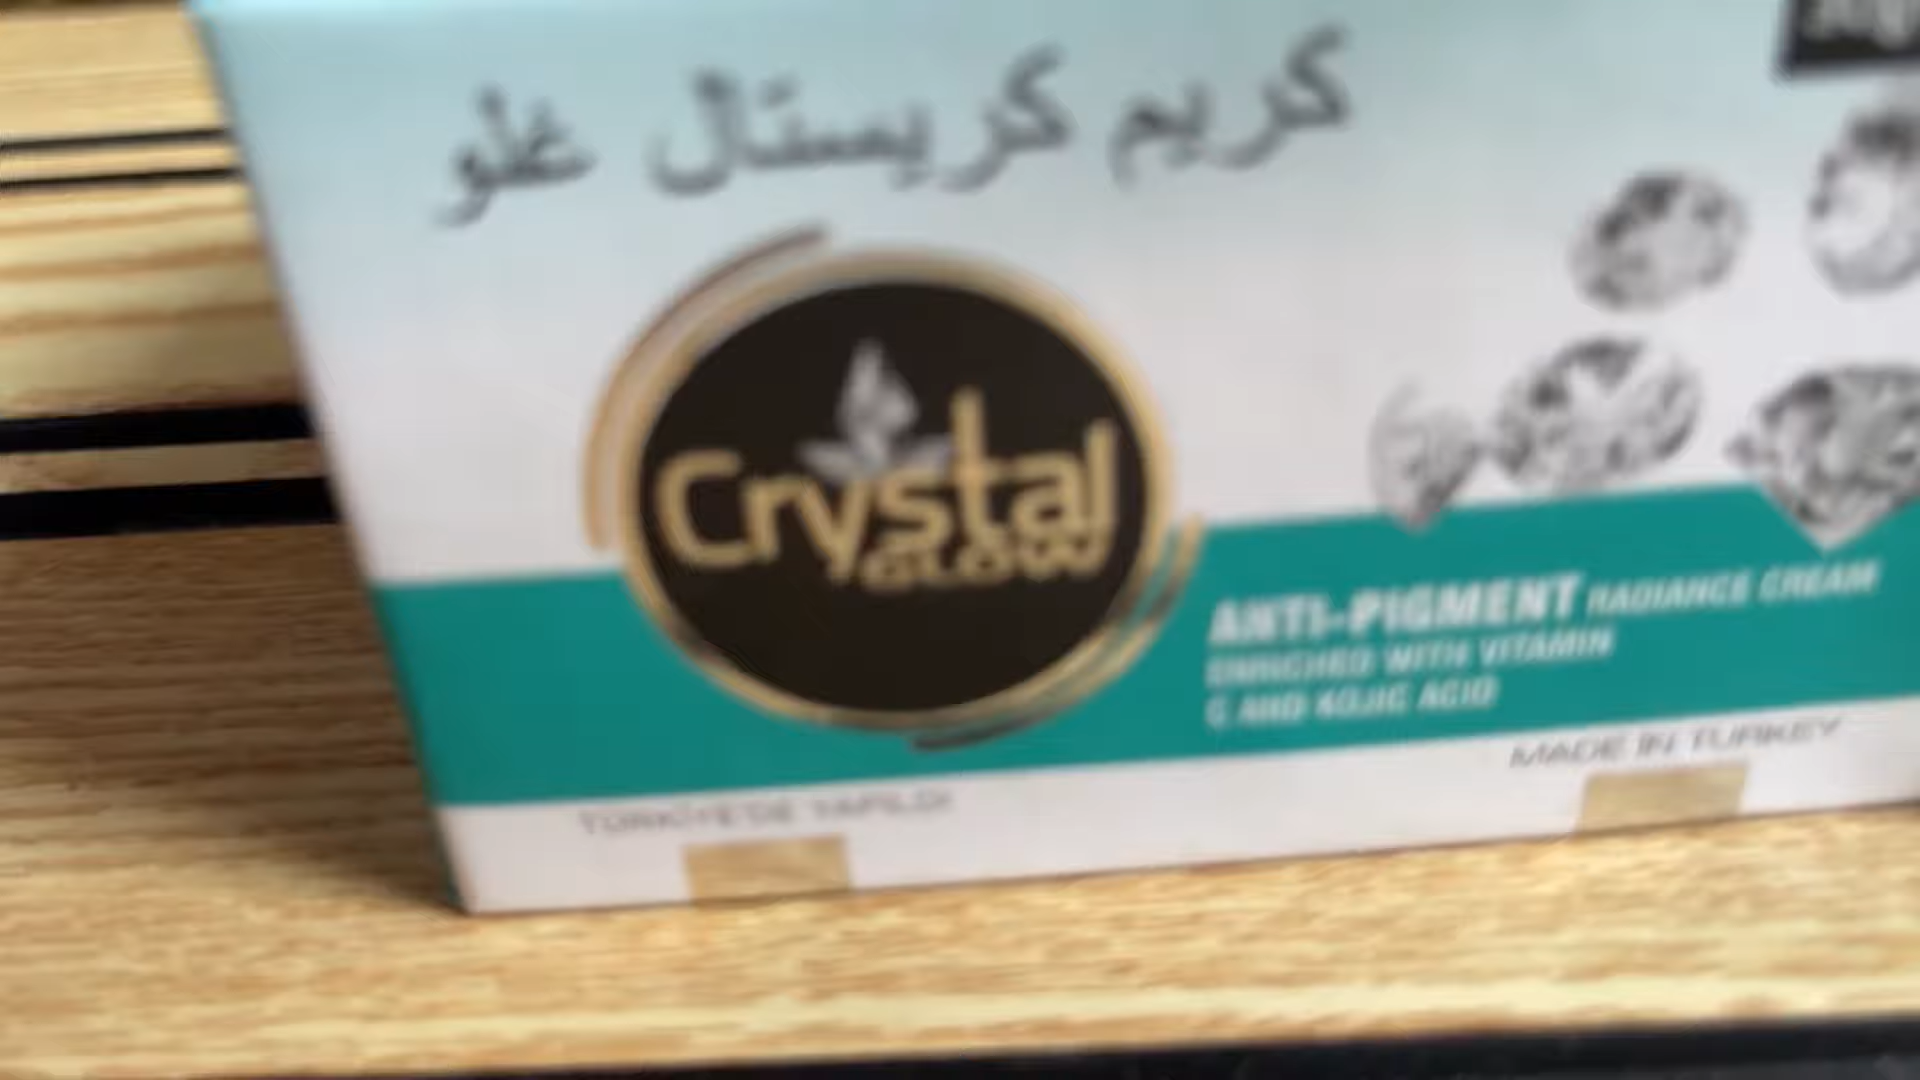 كريم كريستال غلو
Crystal
GLOW
ANTI-PIGMENT RADIANCE CREAM
ENRICHED WITH VITAMIN
C AND KOJIC ACID
MADE IN TURKEY
TÜRKİYE'DE YAPILDI